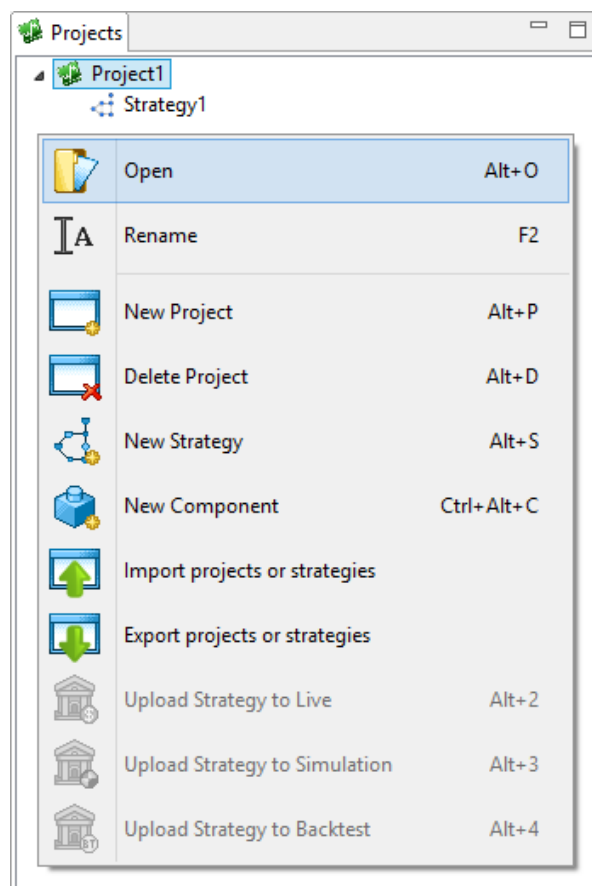 Projects
Project1
Strategy1
Open Alt+O
Rename F2
New Project Alt+P
Delete Project Alt+D
New Strategy Alt+S
New Component Ctrl+Alt+C
Import projects or strategies
Export projects or strategies
Upload Strategy to Live Alt+2
Upload Strategy to Simulation Alt+3
Upload Strategy to Backtest Alt+4